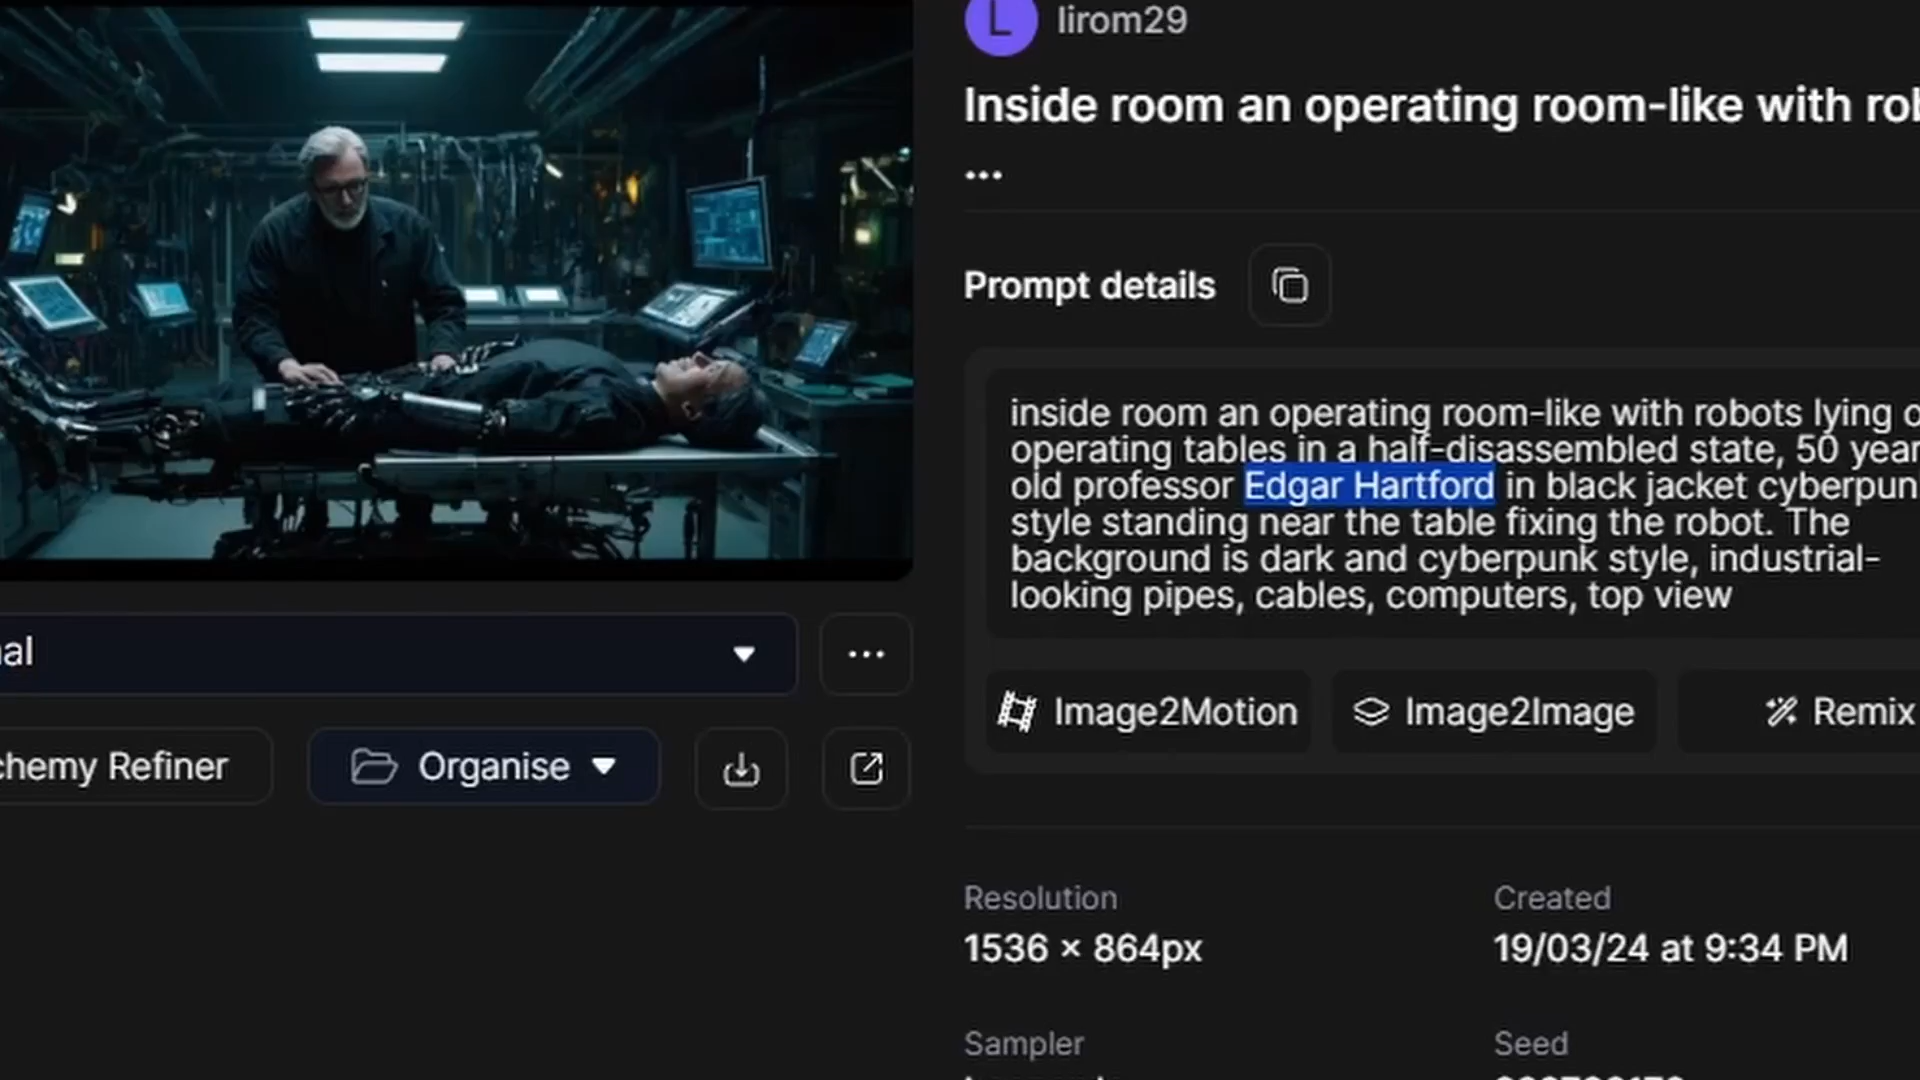 L lirom29
Inside room an operating room-like with rob
...
Prompt details
inside room an operating room-like with robots lying o
operating tables in a half-disassembled state, 50 year
old professor Edgar Hartford in black jacket cyberpun
style standing near the table fixing the robot. The
background is dark and cyberpunk style, industrial-
looking pipes, cables, computers, top view
Image2Motion Image2Image Remix
nal
chemy Refiner Organise
Resolution Created
1536 × 864px 19/03/24 at 9:34 PM
Sampler Seed